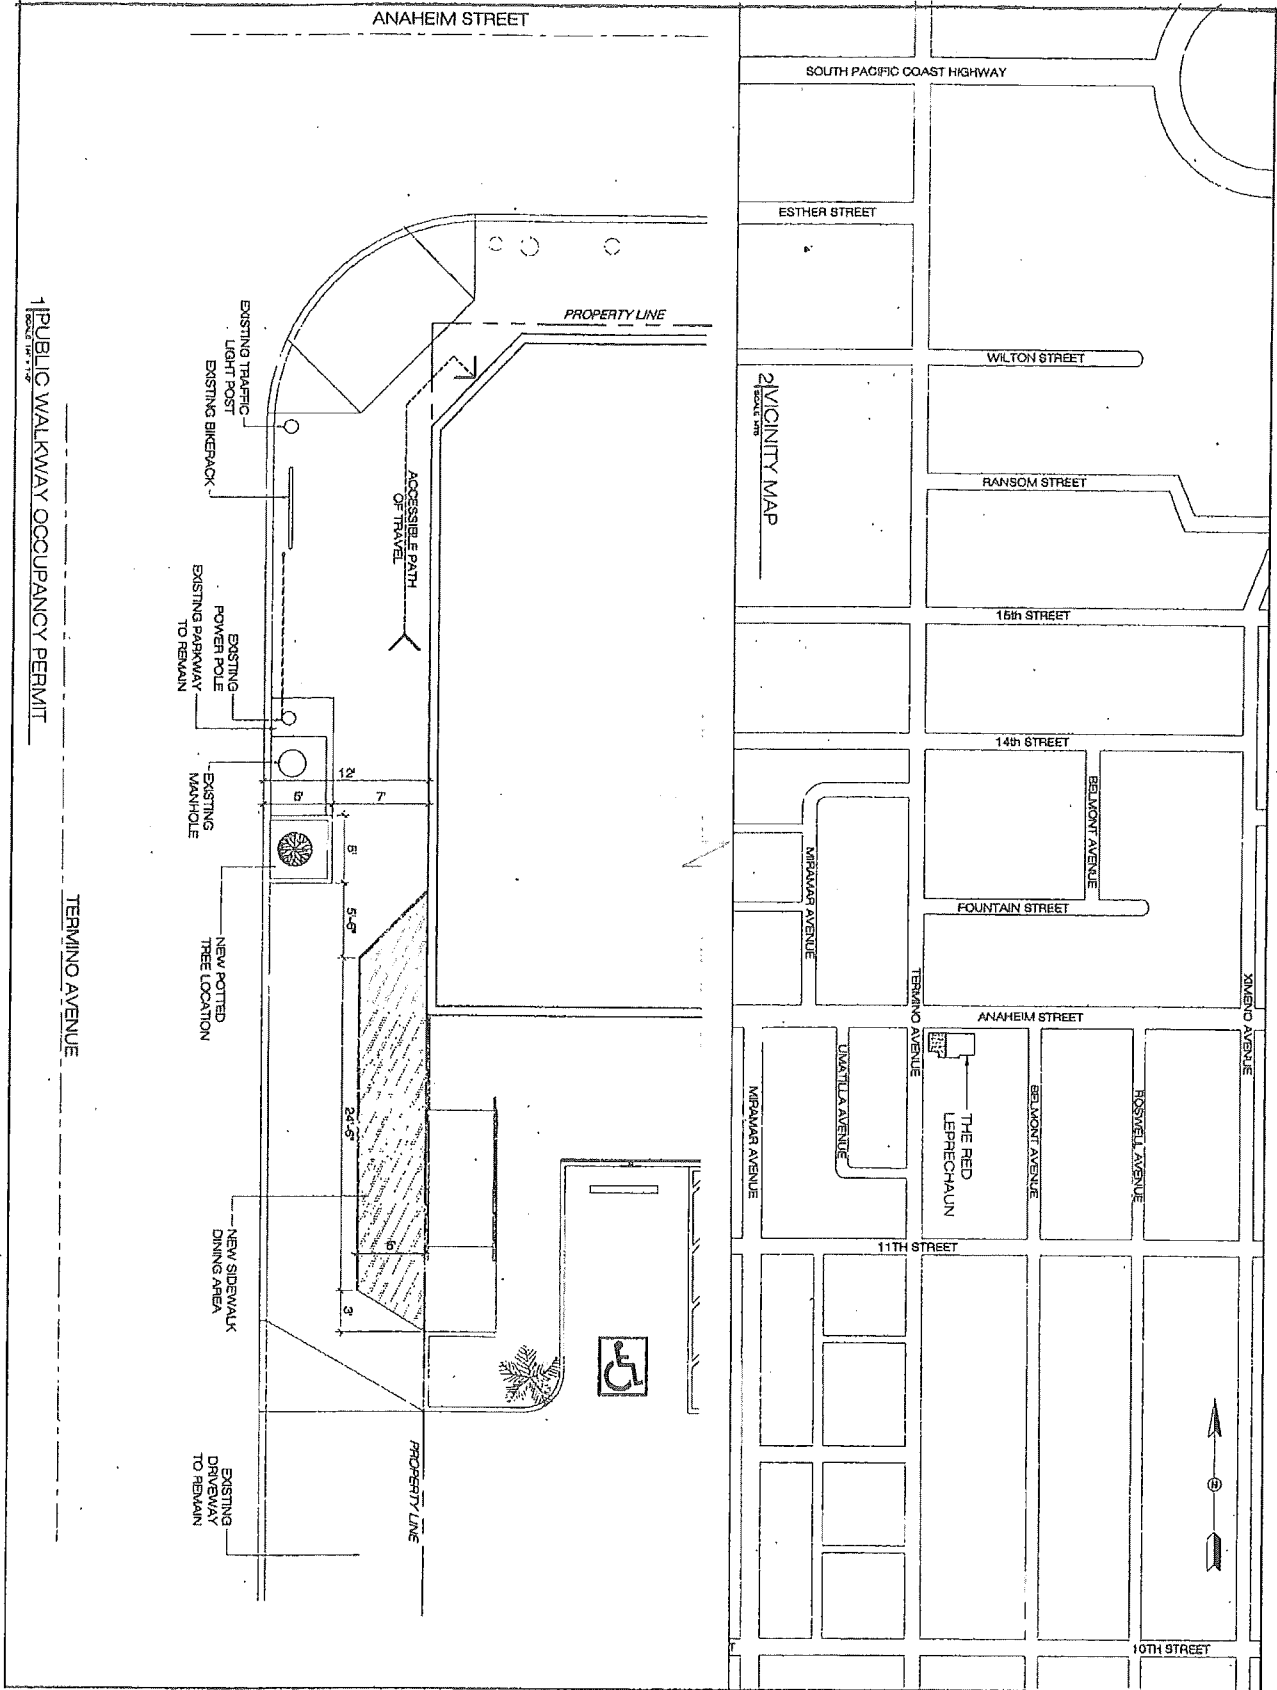 ANAHEIM STREET
SOUTH PACIFIC COAST HIGHWAY
ESTHER STREET
PROPERTY LINE
WILTON STREET
2 VICINITY MAP
SCALE: NTS
RANSOM STREET
15th STREET
14th STREET
BELMONT AVENUE
MIRAMAR AVENUE
FOUNTAIN STREET
TERMINO AVENUE
XIMENO AVENUE
ANAHEIM STREET
UMATILLA AVENUE
MIRAMAR AVENUE
THE RED
LEPRECHAUN
BELMONT AVENUE
ROSWELL AVENUE
11TH STREET
10TH STREET
EXISTING TRAFFIC
LIGHT POST
EXISTING BIKERACK
ACCESSIBLE PATH
OF TRAVEL
EXISTING
POWER POLE
EXISTING PARKWAY
TO REMAIN
EXISTING
MANHOLE
12'
7'
5'-6"
24'-6"
3'
NEW POTTED
TREE LOCATION
NEW SIDEWALK
DINING AREA
PROPERTY LINE
EXISTING
DRIVEWAY
TO REMAIN
TERMINO AVENUE
1 PUBLIC WALKWAY OCCUPANCY PERMIT